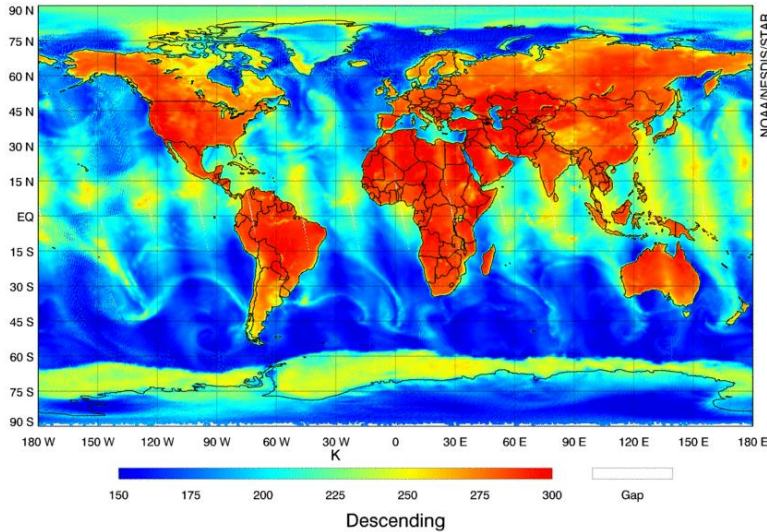 90 N
75 N
60 N
45 N
30 N
15 N
EQ
15 S
30 S
45 S
60 S
75 S
90 S
180 W 150 W 120 W 90 W 60 W 30 W 0 30 E 60 E 90 E 120 E 150 E 180 E
NOAA/NESDIS/STAR
K
150 175 200 225 250 275 300 Gap
Descending